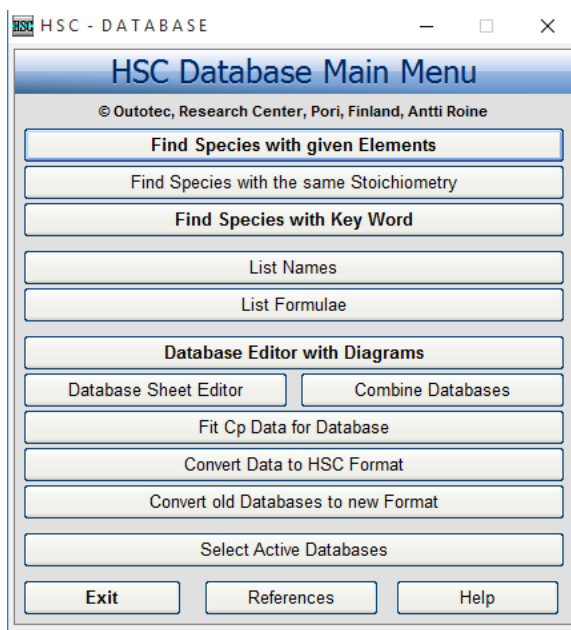 HSC HSC - DATABASE
HSC Database Main Menu
© Outotec, Research Center, Pori, Finland, Antti Roine
Find Species with given Elements
Find Species with the same Stoichiometry
Find Species with Key Word
List Names
List Formulae
Database Editor with Diagrams
Database Sheet Editor Combine Databases
Fit Cp Data for Database
Convert Data to HSC Format
Convert old Databases to new Format
Select Active Databases
Exit References Help